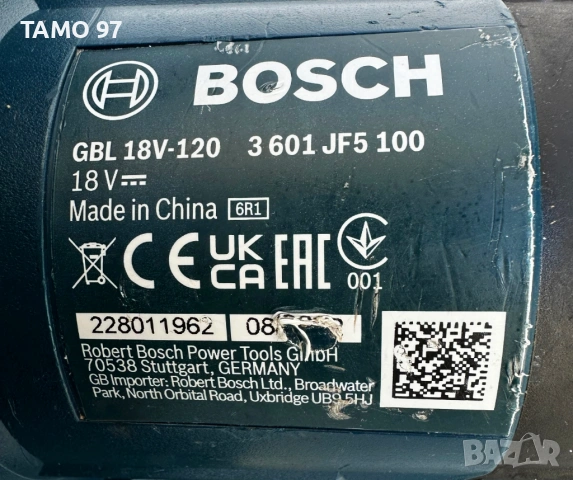 TAMO 97
BOSCH
GBL 18V-120 3 601 JF5 100
18 V
Made in China 6R1
CE UK CA EAC 001
228011962
Robert Bosch Power Tools GmbH
70538 Stuttgart, GERMANY
GB Importer: Robert Bosch Ltd., Broadwater
Park, North Orbital Road, Uxbridge UB9 5HJ
BAZAR